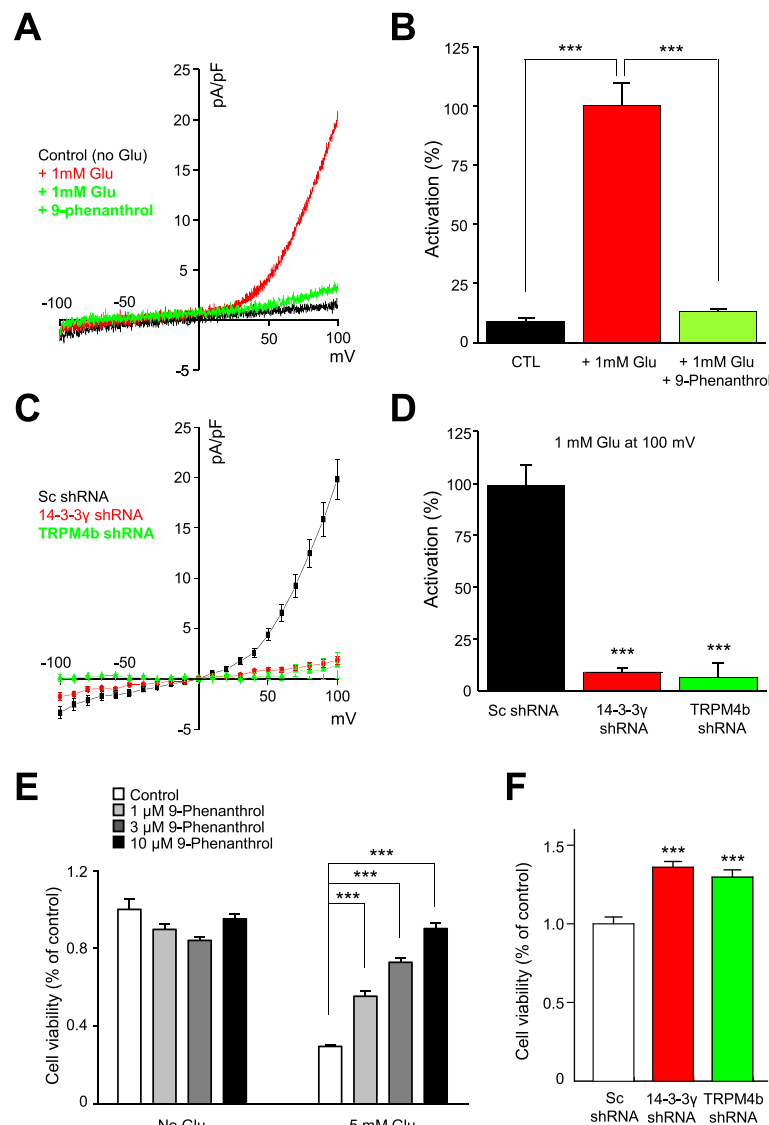 A
25
pA/pF
20
15
10
5
-5
-100
-50
50
100
mV
Control (no Glu)
+ 1mM Glu
+ 1mM Glu
+ 9-phenanthrol
B
Activation (%)
125
100
75
50
25
0
***
***
CTL
+ 1mM Glu
+ 1mM Glu
+ 9-Phenanthrol
C
25
pA/pF
20
15
10
5
-5
-100
-50
50
100
mV
Sc shRNA
14-3-3γ shRNA
TRPM4b shRNA
D
Activation (%)
125
100
75
50
25
0
1 mM Glu at 100 mV
***
***
Sc shRNA
14-3-3γ
shRNA
TRPM4b
shRNA
E
Control
1 µM 9-Phenanthrol
3 µM 9-Phenanthrol
10 µM 9-Phenanthrol
Cell viability (% of control)
1.2
0.8
0.4
0
***
***
***
No Glu
5 mM Glu
F
Cell viability (% of control)
1.5
1.0
0.5
0
***
***
Sc
shRNA
14-3-3γ
shRNA
TRPM4b
shRNA